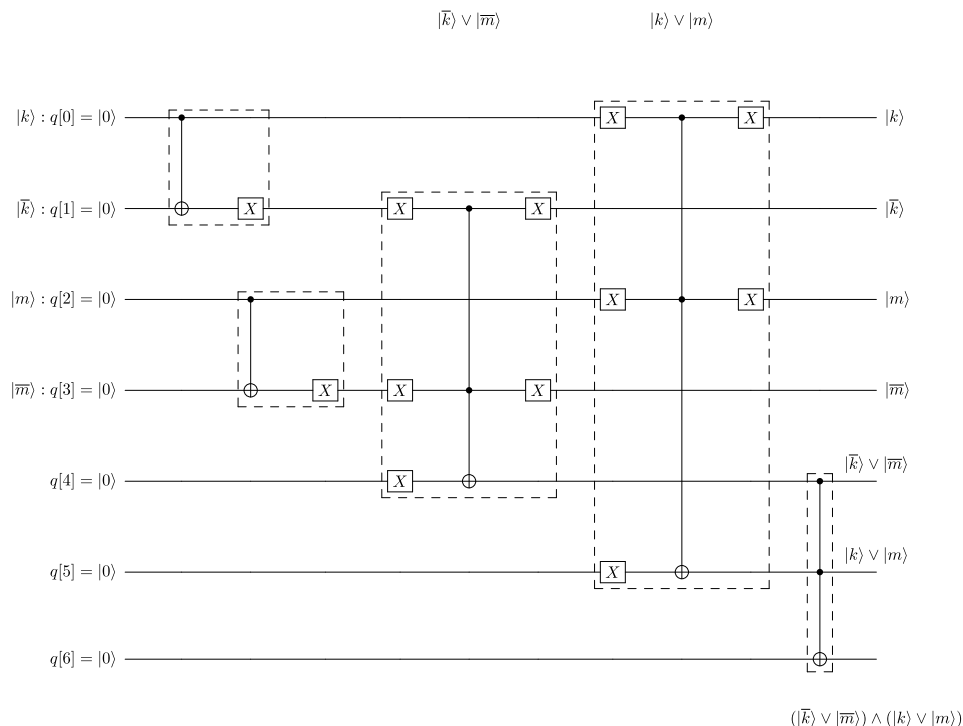 |k̅⟩ ∨ |m̅⟩ |k⟩ ∨ |m⟩
|k⟩ : q[0] = |0⟩ X X |k⟩
|k̅⟩ : q[1] = |0⟩ X X X |k̅⟩
|m⟩ : q[2] = |0⟩ X X |m⟩
|m̅⟩ : q[3] = |0⟩ X X X |m̅⟩
|k̅⟩ ∨ |m̅⟩
q[4] = |0⟩ X
|k⟩ ∨ |m⟩
q[5] = |0⟩ X
q[6] = |0⟩
(|k̅⟩ ∨ |m̅⟩) ∧ (|k⟩ ∨ |m⟩)